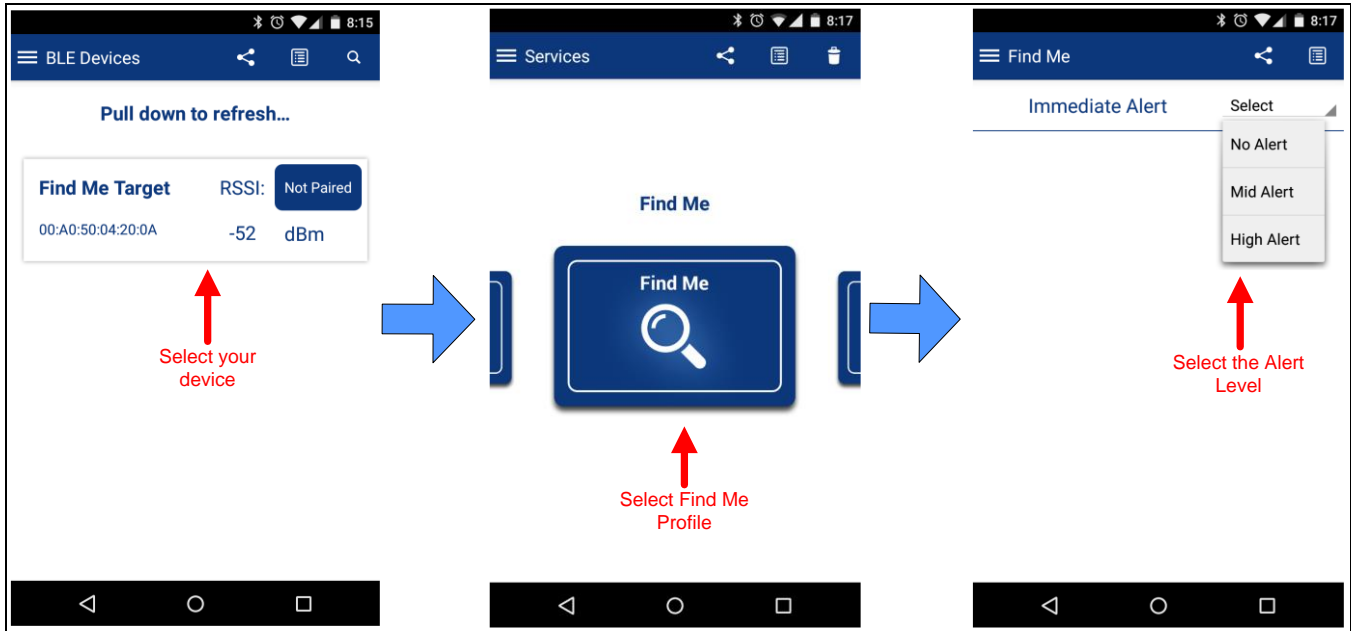 8:15
BLE Devices
Pull down to refresh...
Find Me Target RSSI: Not Paired
00:A0:50:04:20:0A -52 dBm
Select your
device
8:17
Services
Find Me
Find Me
Select Find Me
Profile
8:17
Find Me
Immediate Alert Select
No Alert
Mid Alert
High Alert
Select the Alert
Level